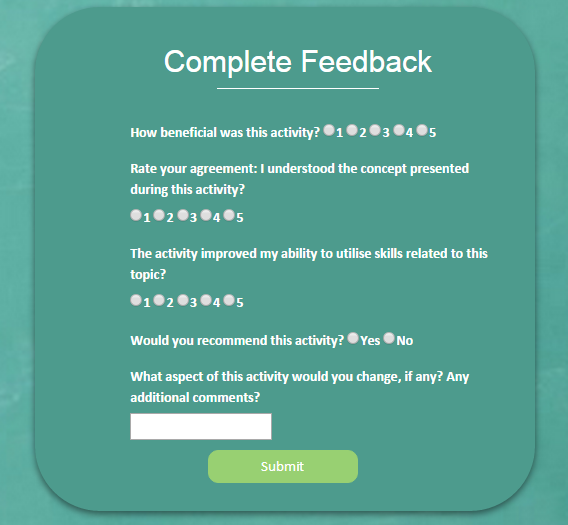 Complete Feedback
How beneficial was this activity? 1 2 3 4 5
Rate your agreement: I understood the concept presented
during this activity?
1 2 3 4 5
The activity improved my ability to utilise skills related to this
topic?
1 2 3 4 5
Would you recommend this activity? Yes No
What aspect of this activity would you change, if any? Any
additional comments?
Submit